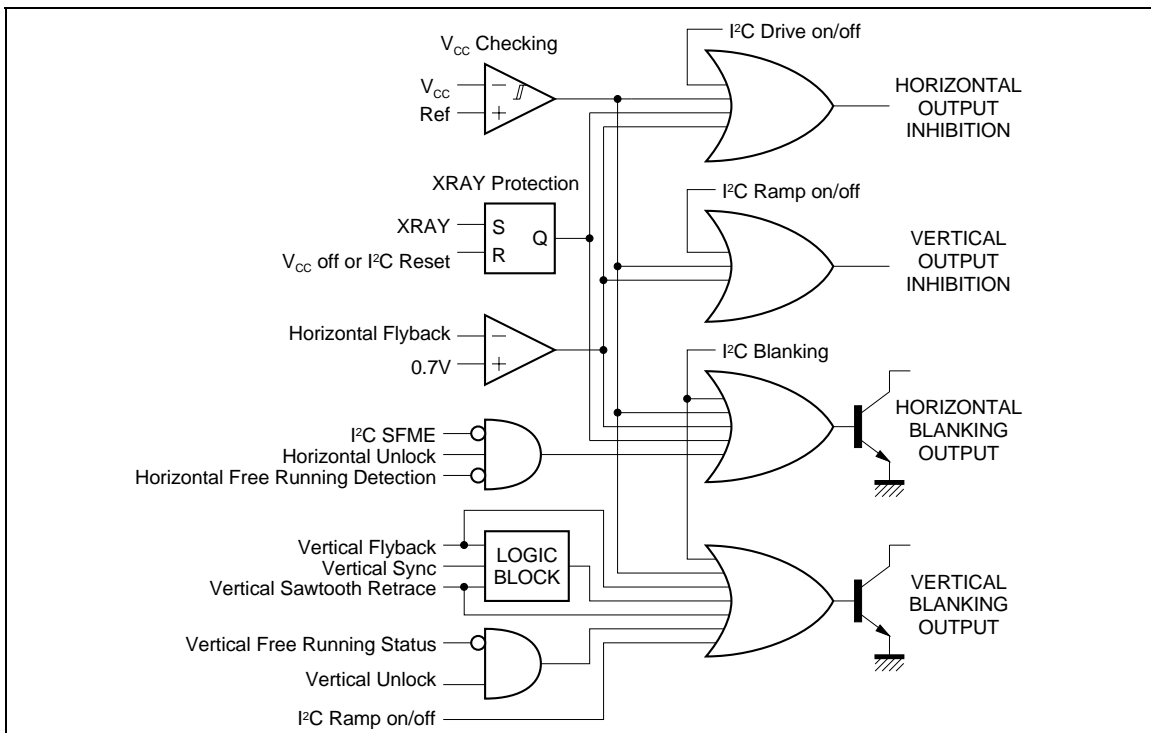 I²C Drive on/off
V_CC Checking
V_CC
−
Ref
+
HORIZONTAL
OUTPUT
INHIBITION
XRAY Protection
I²C Ramp on/off
XRAY
S
Q
V_CC off or I²C Reset
R
VERTICAL
OUTPUT
INHIBITION
Horizontal Flyback
−
0.7V
+
I²C Blanking
HORIZONTAL
BLANKING
OUTPUT
I²C SFME
Horizontal Unlock
Horizontal Free Running Detection
Vertical Flyback
Vertical Sync
Vertical Sawtooth Retrace
LOGIC
BLOCK
VERTICAL
BLANKING
OUTPUT
Vertical Free Running Status
Vertical Unlock
I²C Ramp on/off